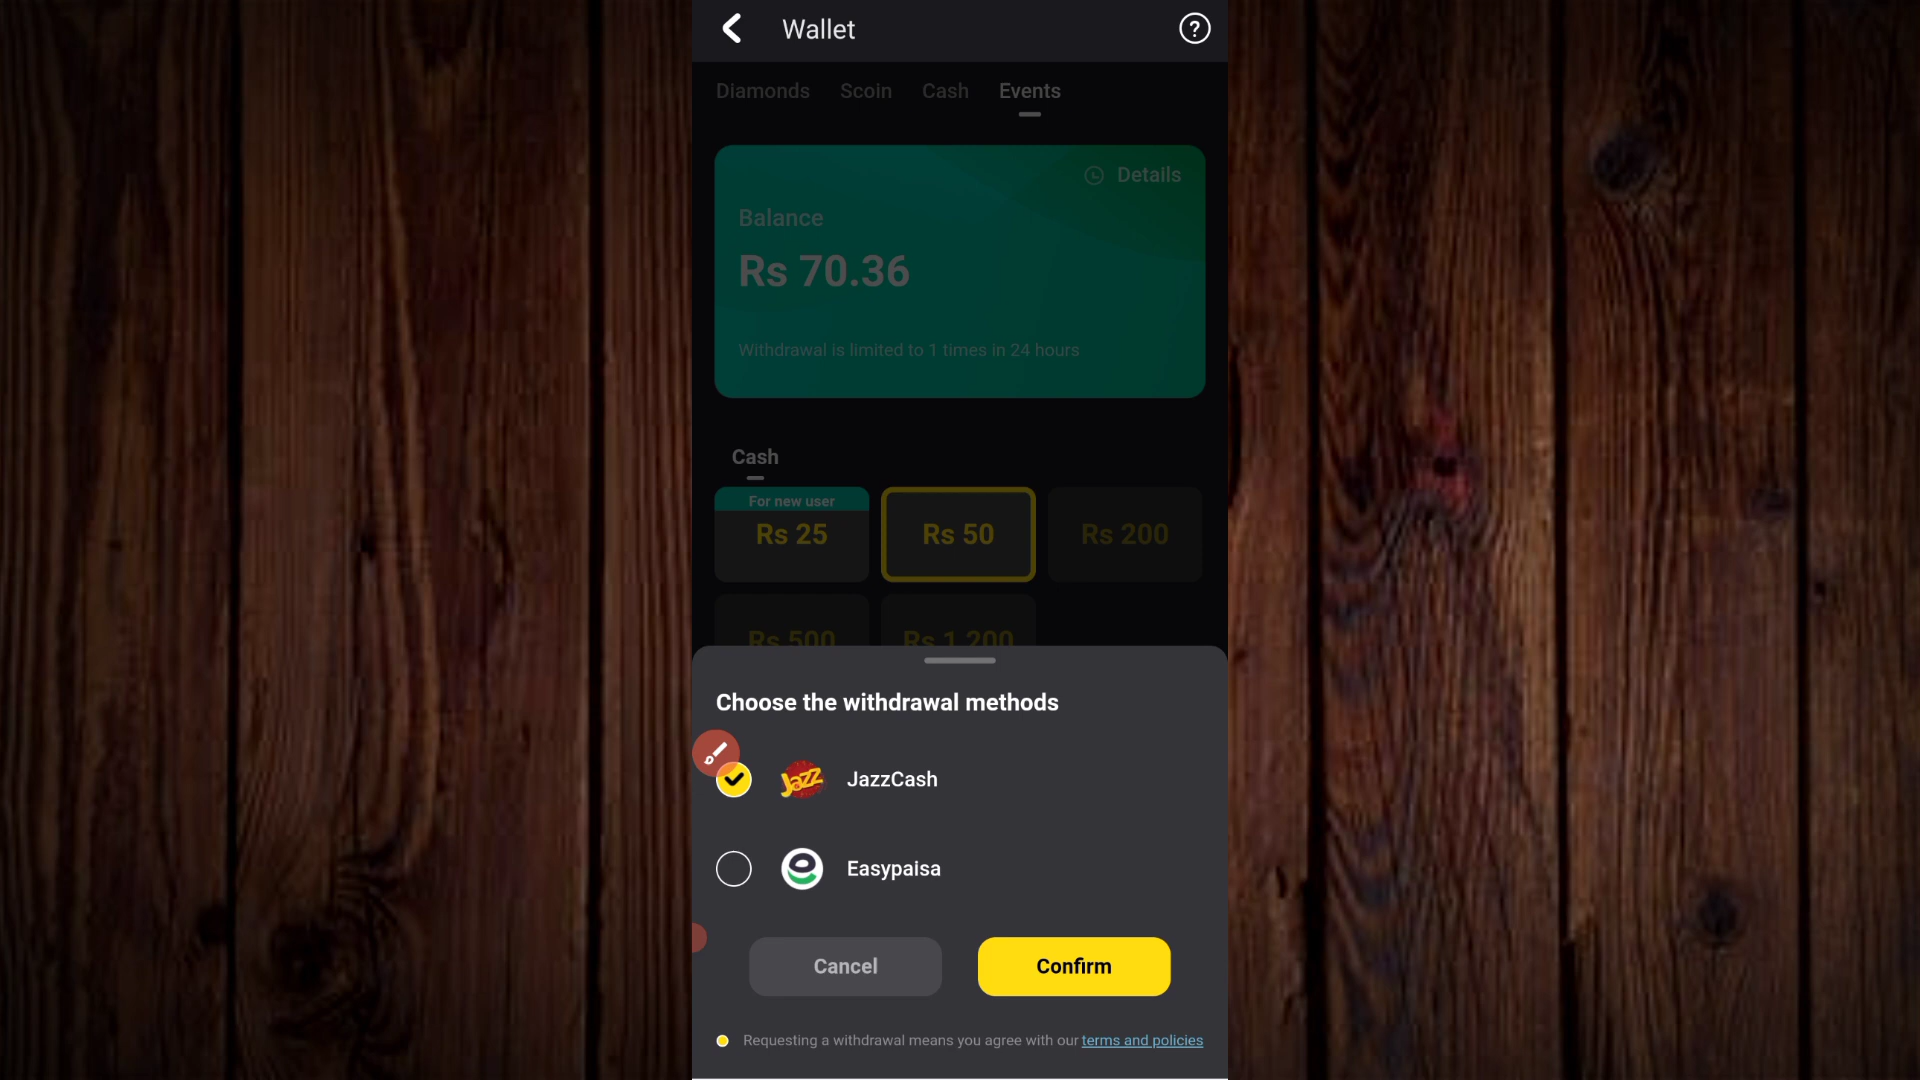 Wallet
?
Diamonds Scoin Cash Events
Details
Balance
Rs 70.36
Withdrawal is limited to 1 times in 24 hours
Cash
For new user
Rs 25 Rs 50 Rs 200
Rs 500 Rs 1,200
Choose the withdrawal methods
Jazz JazzCash
Easypaisa
Cancel Confirm
Requesting a withdrawal means you agree with our terms and policies